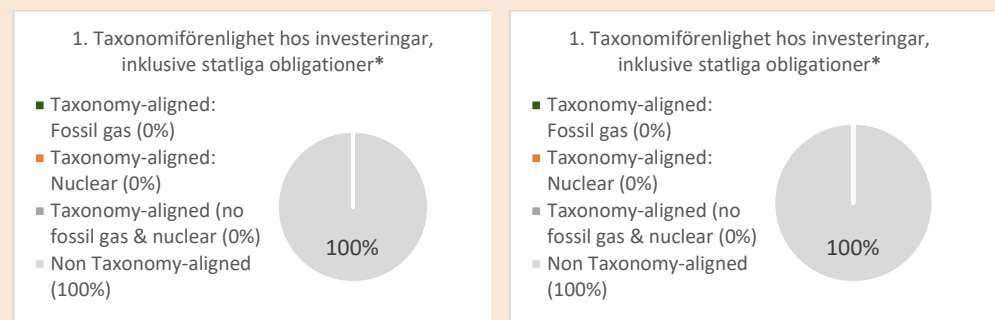 1. Taxonomiförenlighet hos investeringar,
inklusive statliga obligationer*
Taxonomy-aligned:
Fossil gas (0%)
Taxonomy-aligned:
Nuclear (0%)
Taxonomy-aligned (no
fossil gas & nuclear (0%)
Non Taxonomy-aligned
(100%)
100%
1. Taxonomiförenlighet hos investeringar,
inklusive statliga obligationer*
Taxonomy-aligned:
Fossil gas (0%)
Taxonomy-aligned:
Nuclear (0%)
Taxonomy-aligned (no
fossil gas & nuclear (0%)
Non Taxonomy-aligned
(100%)
100%